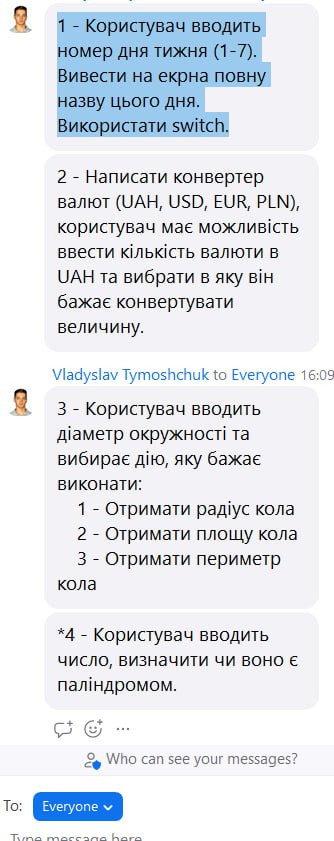 1 - Користувач вводить
номер дня тижня (1-7).
Вивести на екрна повну
назву цього дня.
Використати switch.
2 - Написати конвертер
валют (UAH, USD, EUR, PLN),
користувач має можливість
ввести кількість валюти в
UAH та вибрати в яку він
бажає конвертувати
величину.
Vladyslav Tymoshchuk to Everyone 16:09
3 - Користувач вводить
діаметр окружності та
вибирає дію, яку бажає
виконати:
1 - Отримати радіус кола
2 - Отримати площу кола
3 - Отримати периметр
кола
*4 - Користувач вводить
число, визначити чи воно є
паліндромом.
Who can see your messages?
To: Everyone
Type message here